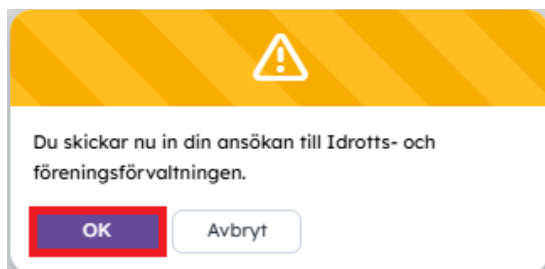 Du skickar nu in din ansökan till Idrotts- och
föreningsförvaltningen.
OK
Avbryt